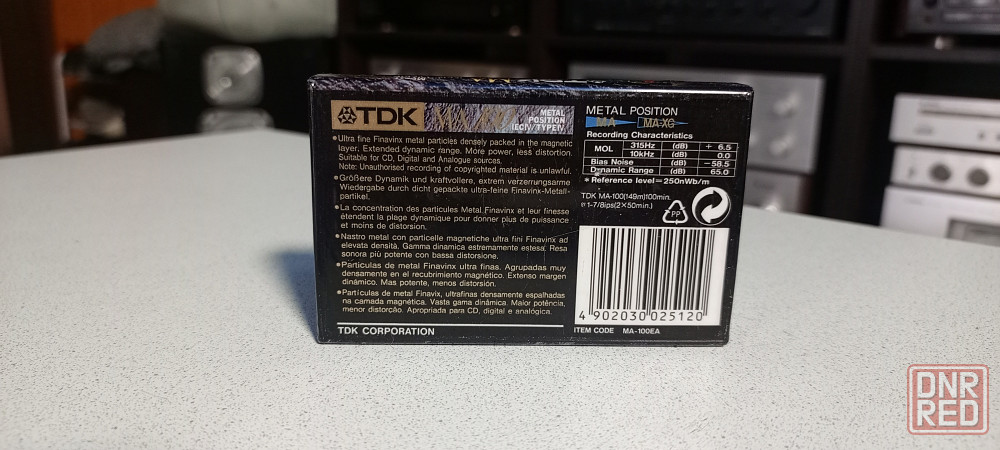 TDK MA 100
METAL
POSITION
IECIV/TYPEIV
•Ultra fine Finavinx metal particles densely packed in the magnetic
layer. Extended dynamic range. More power, less distortion.
Suitable for CD, Digital and Analogue sources.
Note: Unauthorised recording of copyrighted material is unlawful.
•Größere Dynamik und kraftvollere, extrem verzerrungsarme
Wiedergabe durch dicht gepackte ultra-feine Finavinx-Metall-
partikel.
•La concentration des particules Metal Finavinx et leur finesse
étendent la plage dynamique pour donner plus de puissance
et moins de distorsion.
•Nastro metal con particelle magnetiche ultra fini Finavinx ad
elevata densità. Gamma dinamica estremamente estesa. Resa
sonora più potente con bassa distorsione.
•Partículas de metal Finavinx ultra finas. Agrupadas muy
densamente en el recubrimiento magnético. Extenso margen
dinámico. Mas potente, menos distorsión.
•Partículas de metal Finavix, ultrafinas densamente espalhadas
na camada magnética. Vasta gama dinâmica. Maior potência,
menor distorção. Apropriada para CD, digital e analógica.
TDK CORPORATION
METAL POSITION
MA MA-XG
Recording Characteristics
MOL 315Hz (dB) + 6.5
10kHz (dB) 0.0
Bias Noise (dB) −58.5
Dynamic Range (dB) 65.0
* Reference level=250nWb/m
TDK MA-100(149m)100min.
1-7/8ips(2×50min.)
PP
4 902030 025120
ITEM CODE MA-100EA
DNR
RED